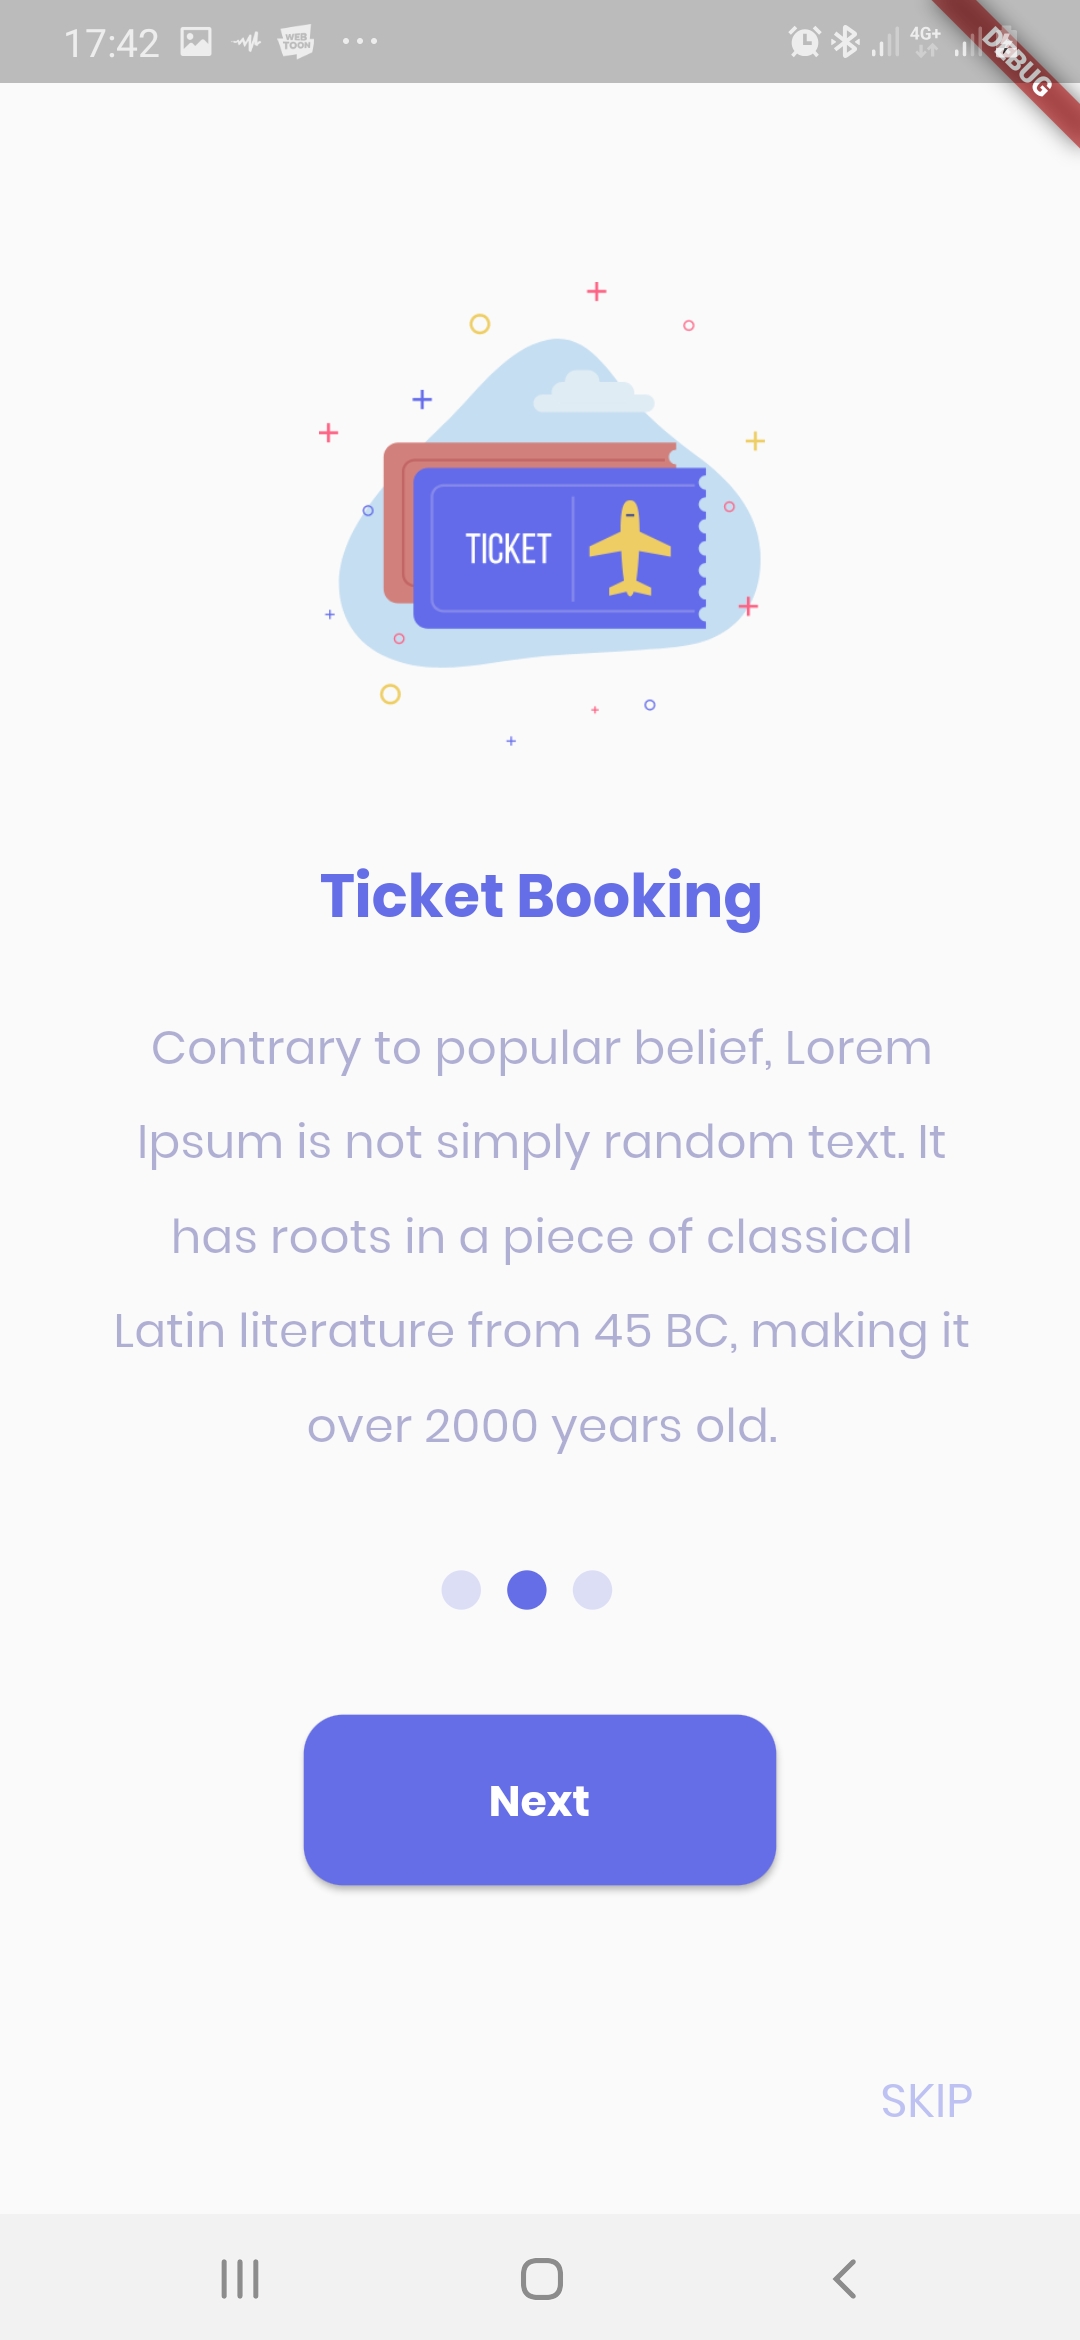 17:42
WEB
TOON
4G+
DEBUG
TICKET
Ticket Booking
Contrary to popular belief, Lorem
Ipsum is not simply random text. It
has roots in a piece of classical
Latin literature from 45 BC, making it
over 2000 years old.
Next
SKIP